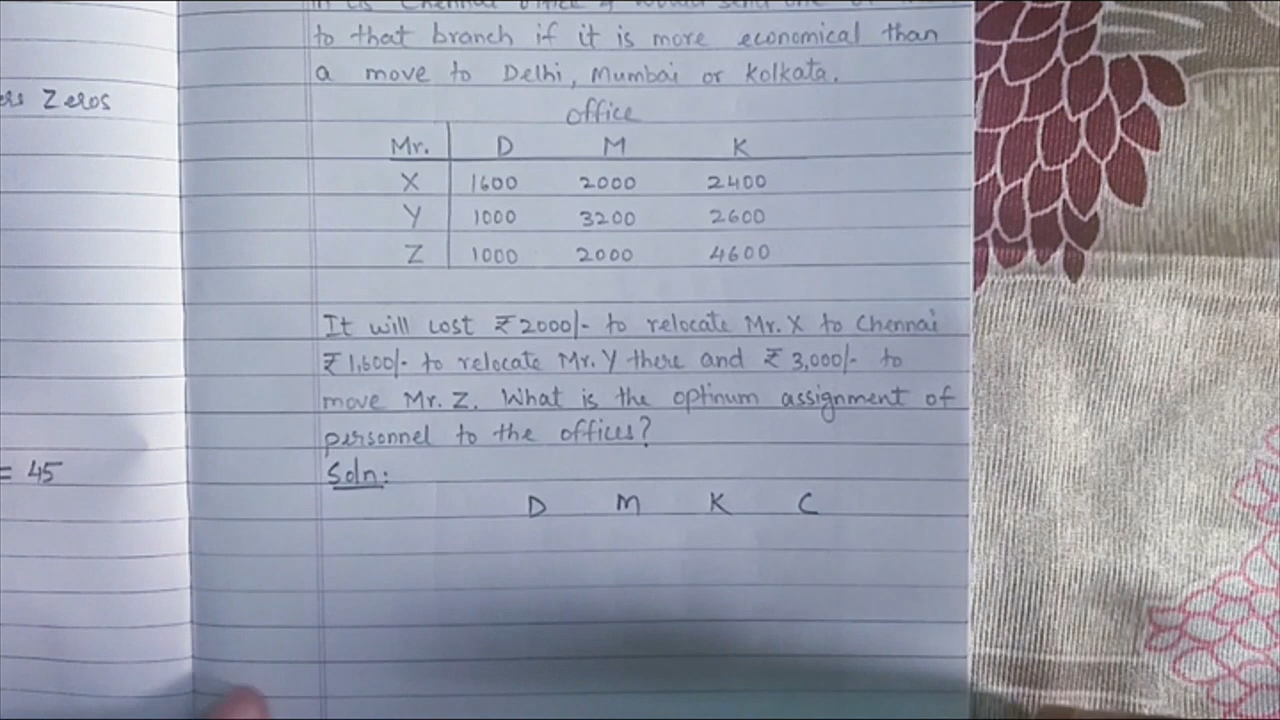 ers Zeros
= 45
to that branch if it is more economical than
a move to Delhi, Mumbai or Kolkata.
office
Mr. D M K
X 1600 2000 2400
Y 1000 3200 2600
Z 1000 2000 4600
It will cost ₹2000/- to relocate Mr. X to Chennai
₹1,600/- to relocate Mr. Y there and ₹3,000/- to
move Mr. Z. What is the optinum assignment of
personnel to the offices?
Soln:
D M K C